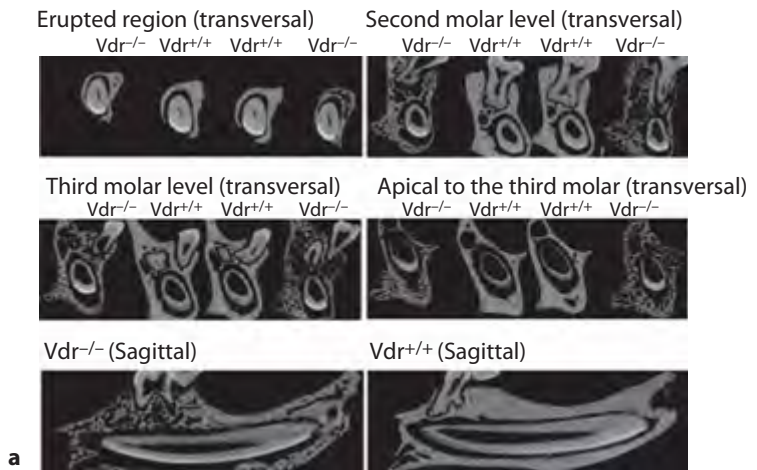 Erupted region (transversal)
Vdr–/– Vdr+/+ Vdr+/+ Vdr–/–
Second molar level (transversal)
Vdr–/– Vdr+/+ Vdr+/+ Vdr–/–
Third molar level (transversal)
Vdr–/– Vdr+/+ Vdr+/+ Vdr–/–
Apical to the third molar (transversal)
Vdr–/– Vdr+/+ Vdr+/+ Vdr–/–
Vdr–/– (Sagittal)
Vdr+/+ (Sagittal)
a